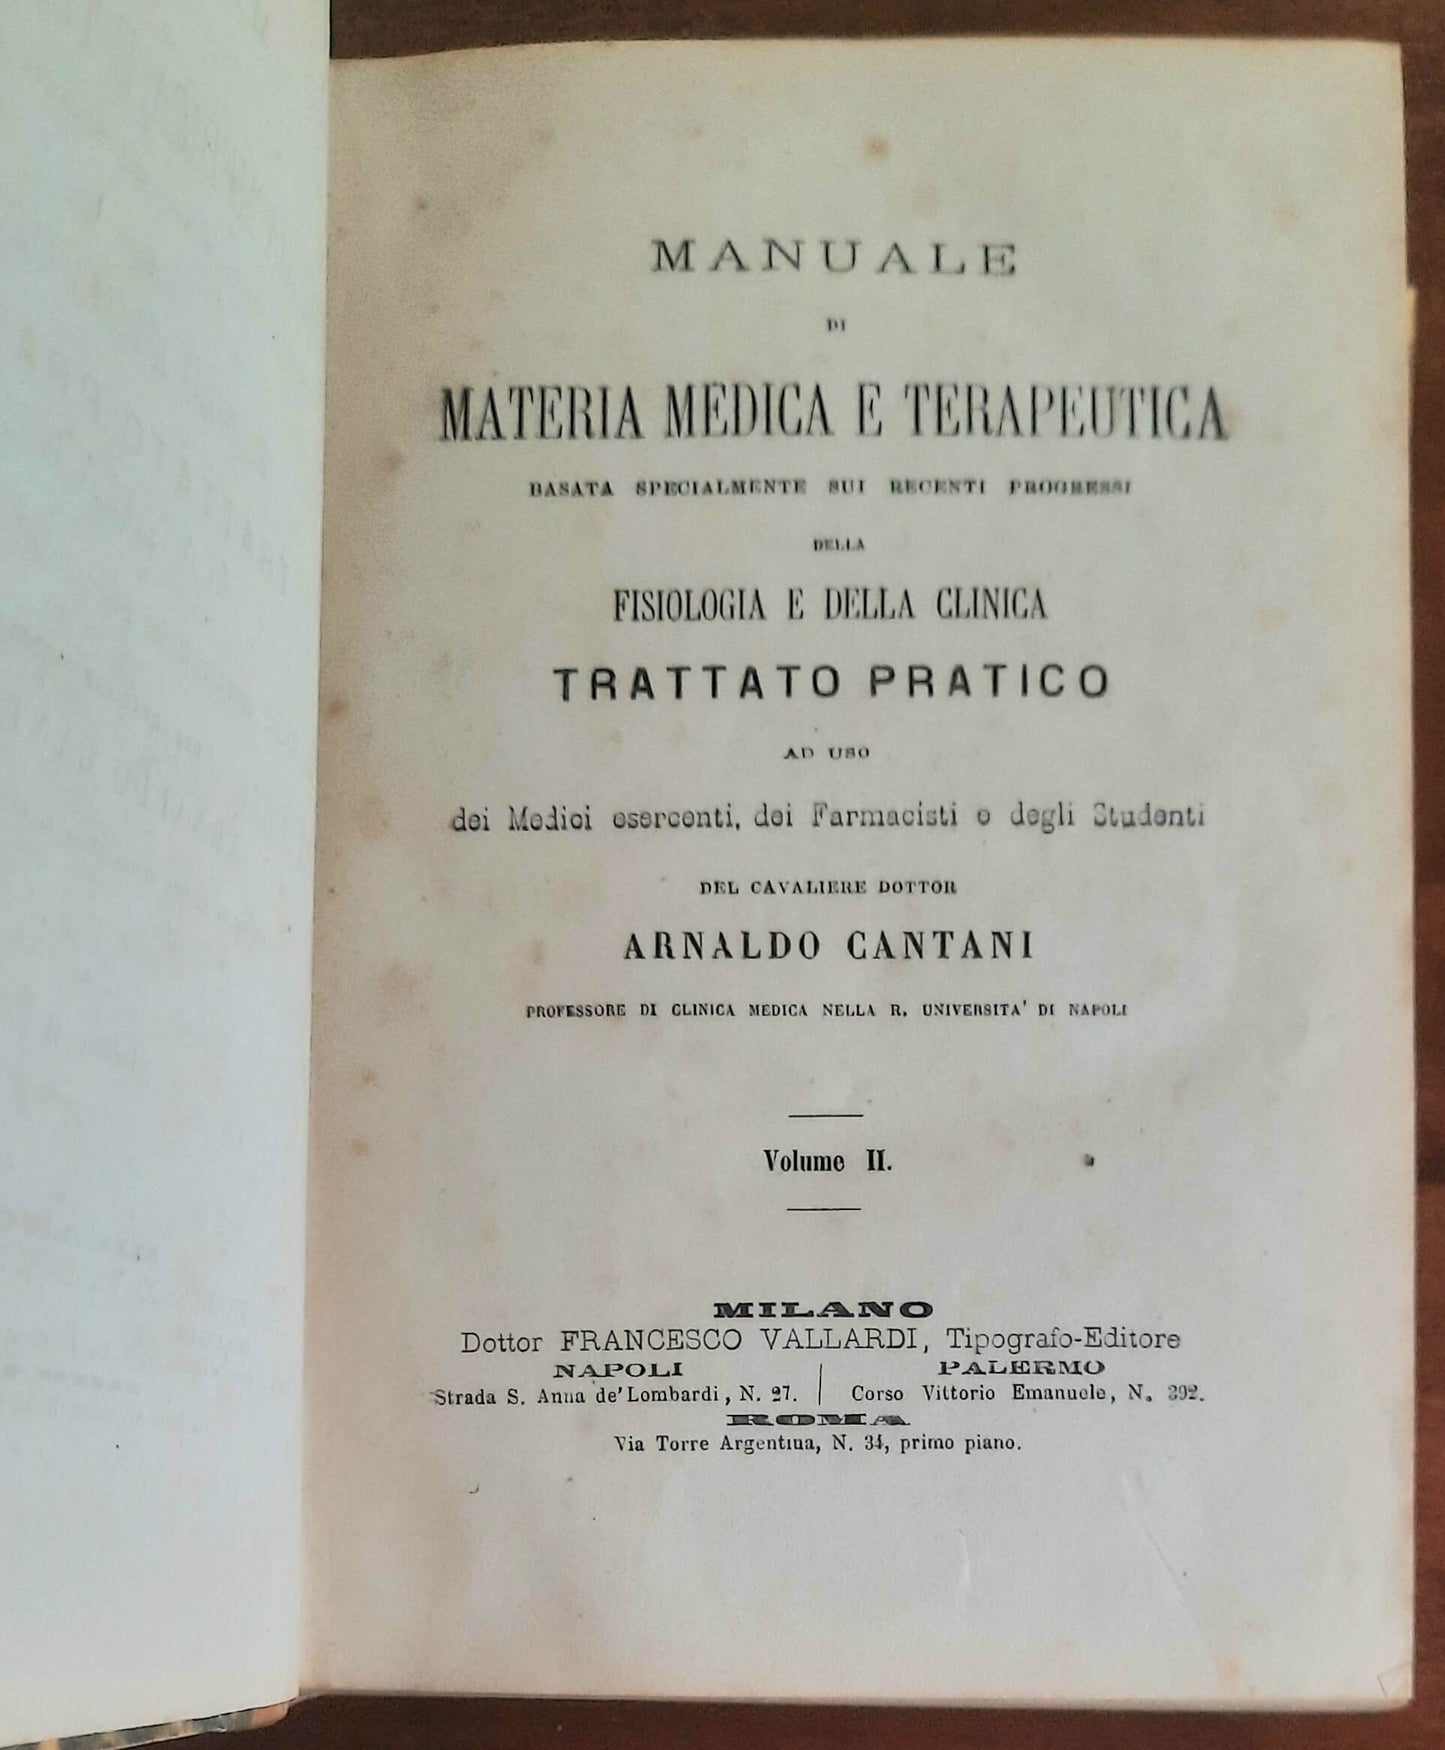 MANUALE
DI
MATERIA MEDICA E TERAPEUTICA
BASATA SPECIALMENTE SUI RECENTI PROGRESSI
DELLA
FISIOLOGIA E DELLA CLINICA
TRATTATO PRATICO
AD USO
dei Medici esercenti, dei Farmacisti e degli Studenti
DEL CAVALIERE DOTTOR
ARNALDO CANTANI
PROFESSORE DI CLINICA MEDICA NELLA R. UNIVERSITA' DI NAPOLI
Volume II.
MILANO
Dottor FRANCESCO VALLARDI, Tipografo-Editore
NAPOLI
Strada S. Anna de' Lombardi, N. 27.
PALERMO
Corso Vittorio Emanuele, N. 392.
ROMA
Via Torre Argentina, N. 34, primo piano.